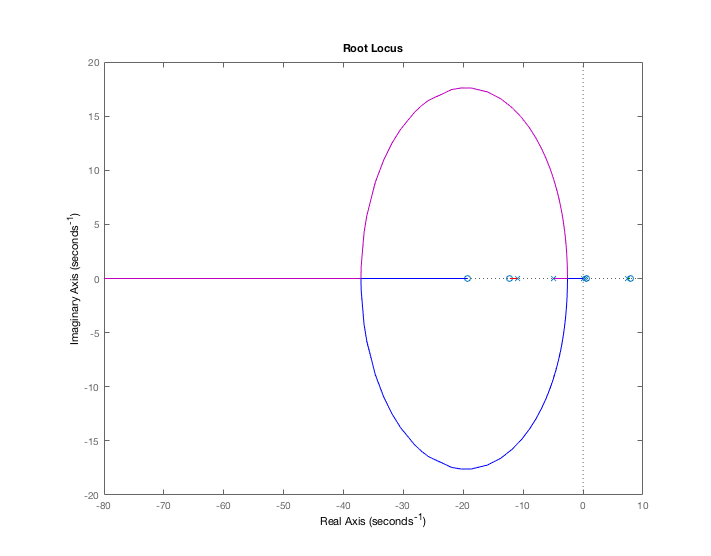 Root Locus
20
15
10
5
0
-5
-10
-15
-20
Imaginary Axis (seconds-1)
-80 -70 -60 -50 -40 -30 -20 -10 0 10
Real Axis (seconds-1)